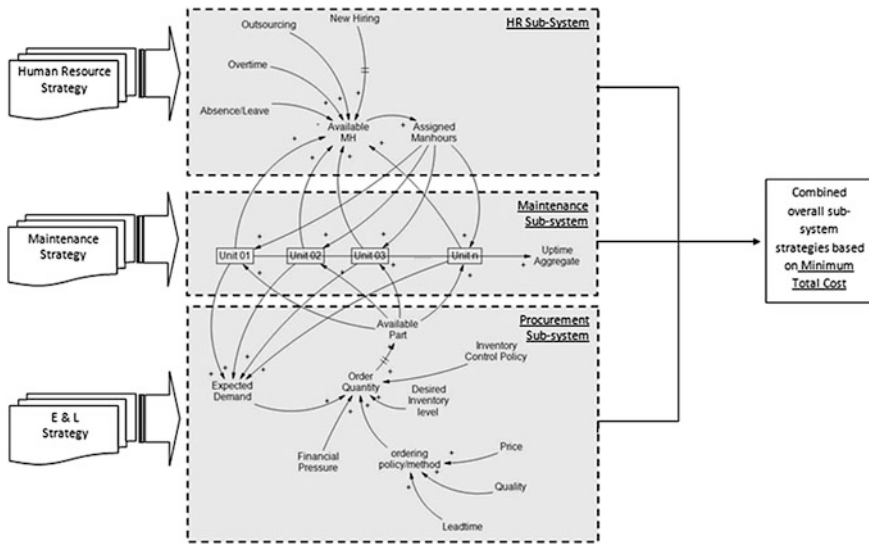 HR Sub-System
New Hiring
Outsourcing
Overtime
Absence/Leave
Available
MH
Assigned
Manhours
Human Resource
Strategy
Maintenance
Sub-system
Maintenance
Strategy
Unit 01
Unit 02
Unit 03
Unit n
Uptime
Aggregate
Combined
overall sub-
system
strategies based
on Minimum
Total Cost
Procurement
Sub-system
Available
Part
Inventory
Control Policy
Expected
Demand
Order
Quantity
Desired
Inventory
level
E & L
Strategy
Financial
Pressure
ordering
policy/method
Price
Quality
Leadtime